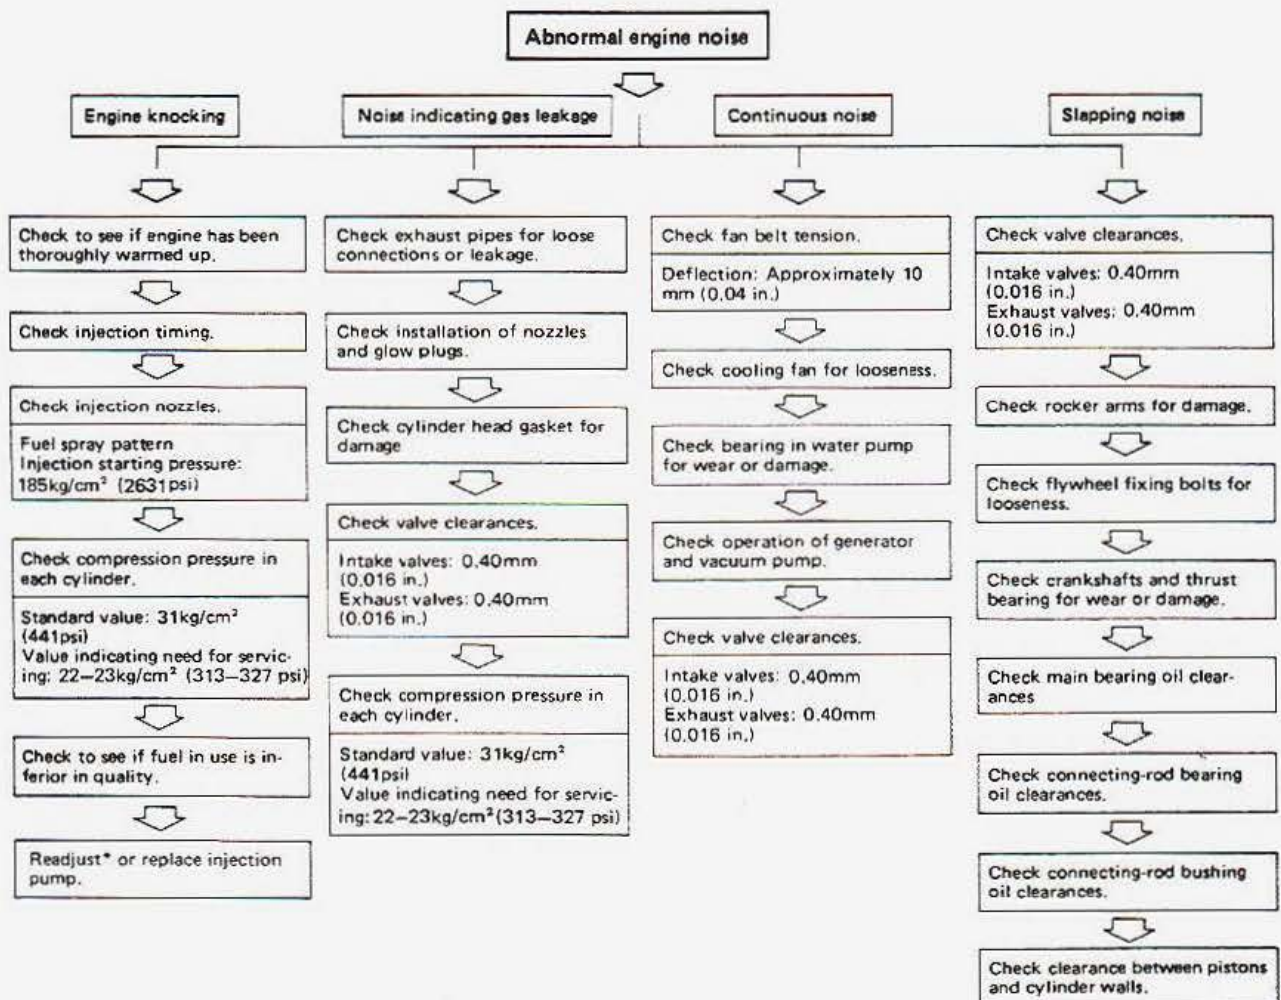 Abnormal engine noise
Engine knocking
Noise indicating gas leakage
Continuous noise
Slapping noise
Check to see if engine has been
thoroughly warmed up.
Check injection timing.
Check injection nozzles.
Fuel spray pattern
Injection starting pressure:
185kg/cm² (2631psi)
Check compression pressure in
each cylinder.
Standard value: 31kg/cm²
(441psi)
Value indicating need for servic-
ing: 22–23kg/cm² (313–327 psi)
Check to see if fuel in use is in-
ferior in quality.
Readjust* or replace injection
pump.
Check exhaust pipes for loose
connections or leakage.
Check installation of nozzles
and glow plugs.
Check cylinder head gasket for
damage
Check valve clearances.
Intake valves: 0.40mm
(0.016 in.)
Exhaust valves: 0.40mm
(0.016 in.)
Check compression pressure in
each cylinder.
Standard value: 31kg/cm²
(441psi)
Value indicating need for servic-
ing: 22–23kg/cm² (313–327 psi)
Check fan belt tension.
Deflection: Approximately 10
mm (0.04 in.)
Check cooling fan for looseness.
Check bearing in water pump
for wear or damage.
Check operation of generator
and vacuum pump.
Check valve clearances.
Intake valves: 0.40mm
(0.016 in.)
Exhaust valves: 0.40mm
(0.016 in.)
Check valve clearances.
Intake valves: 0.40mm
(0.016 in.)
Exhaust valves: 0.40mm
(0.016 in.)
Check rocker arms for damage.
Check flywheel fixing bolts for
looseness.
Check crankshafts and thrust
bearing for wear or damage.
Check main bearing oil clear-
ances
Check connecting-rod bearing
oil clearances.
Check connecting-rod bushing
oil clearances.
Check clearance between pistons
and cylinder walls.